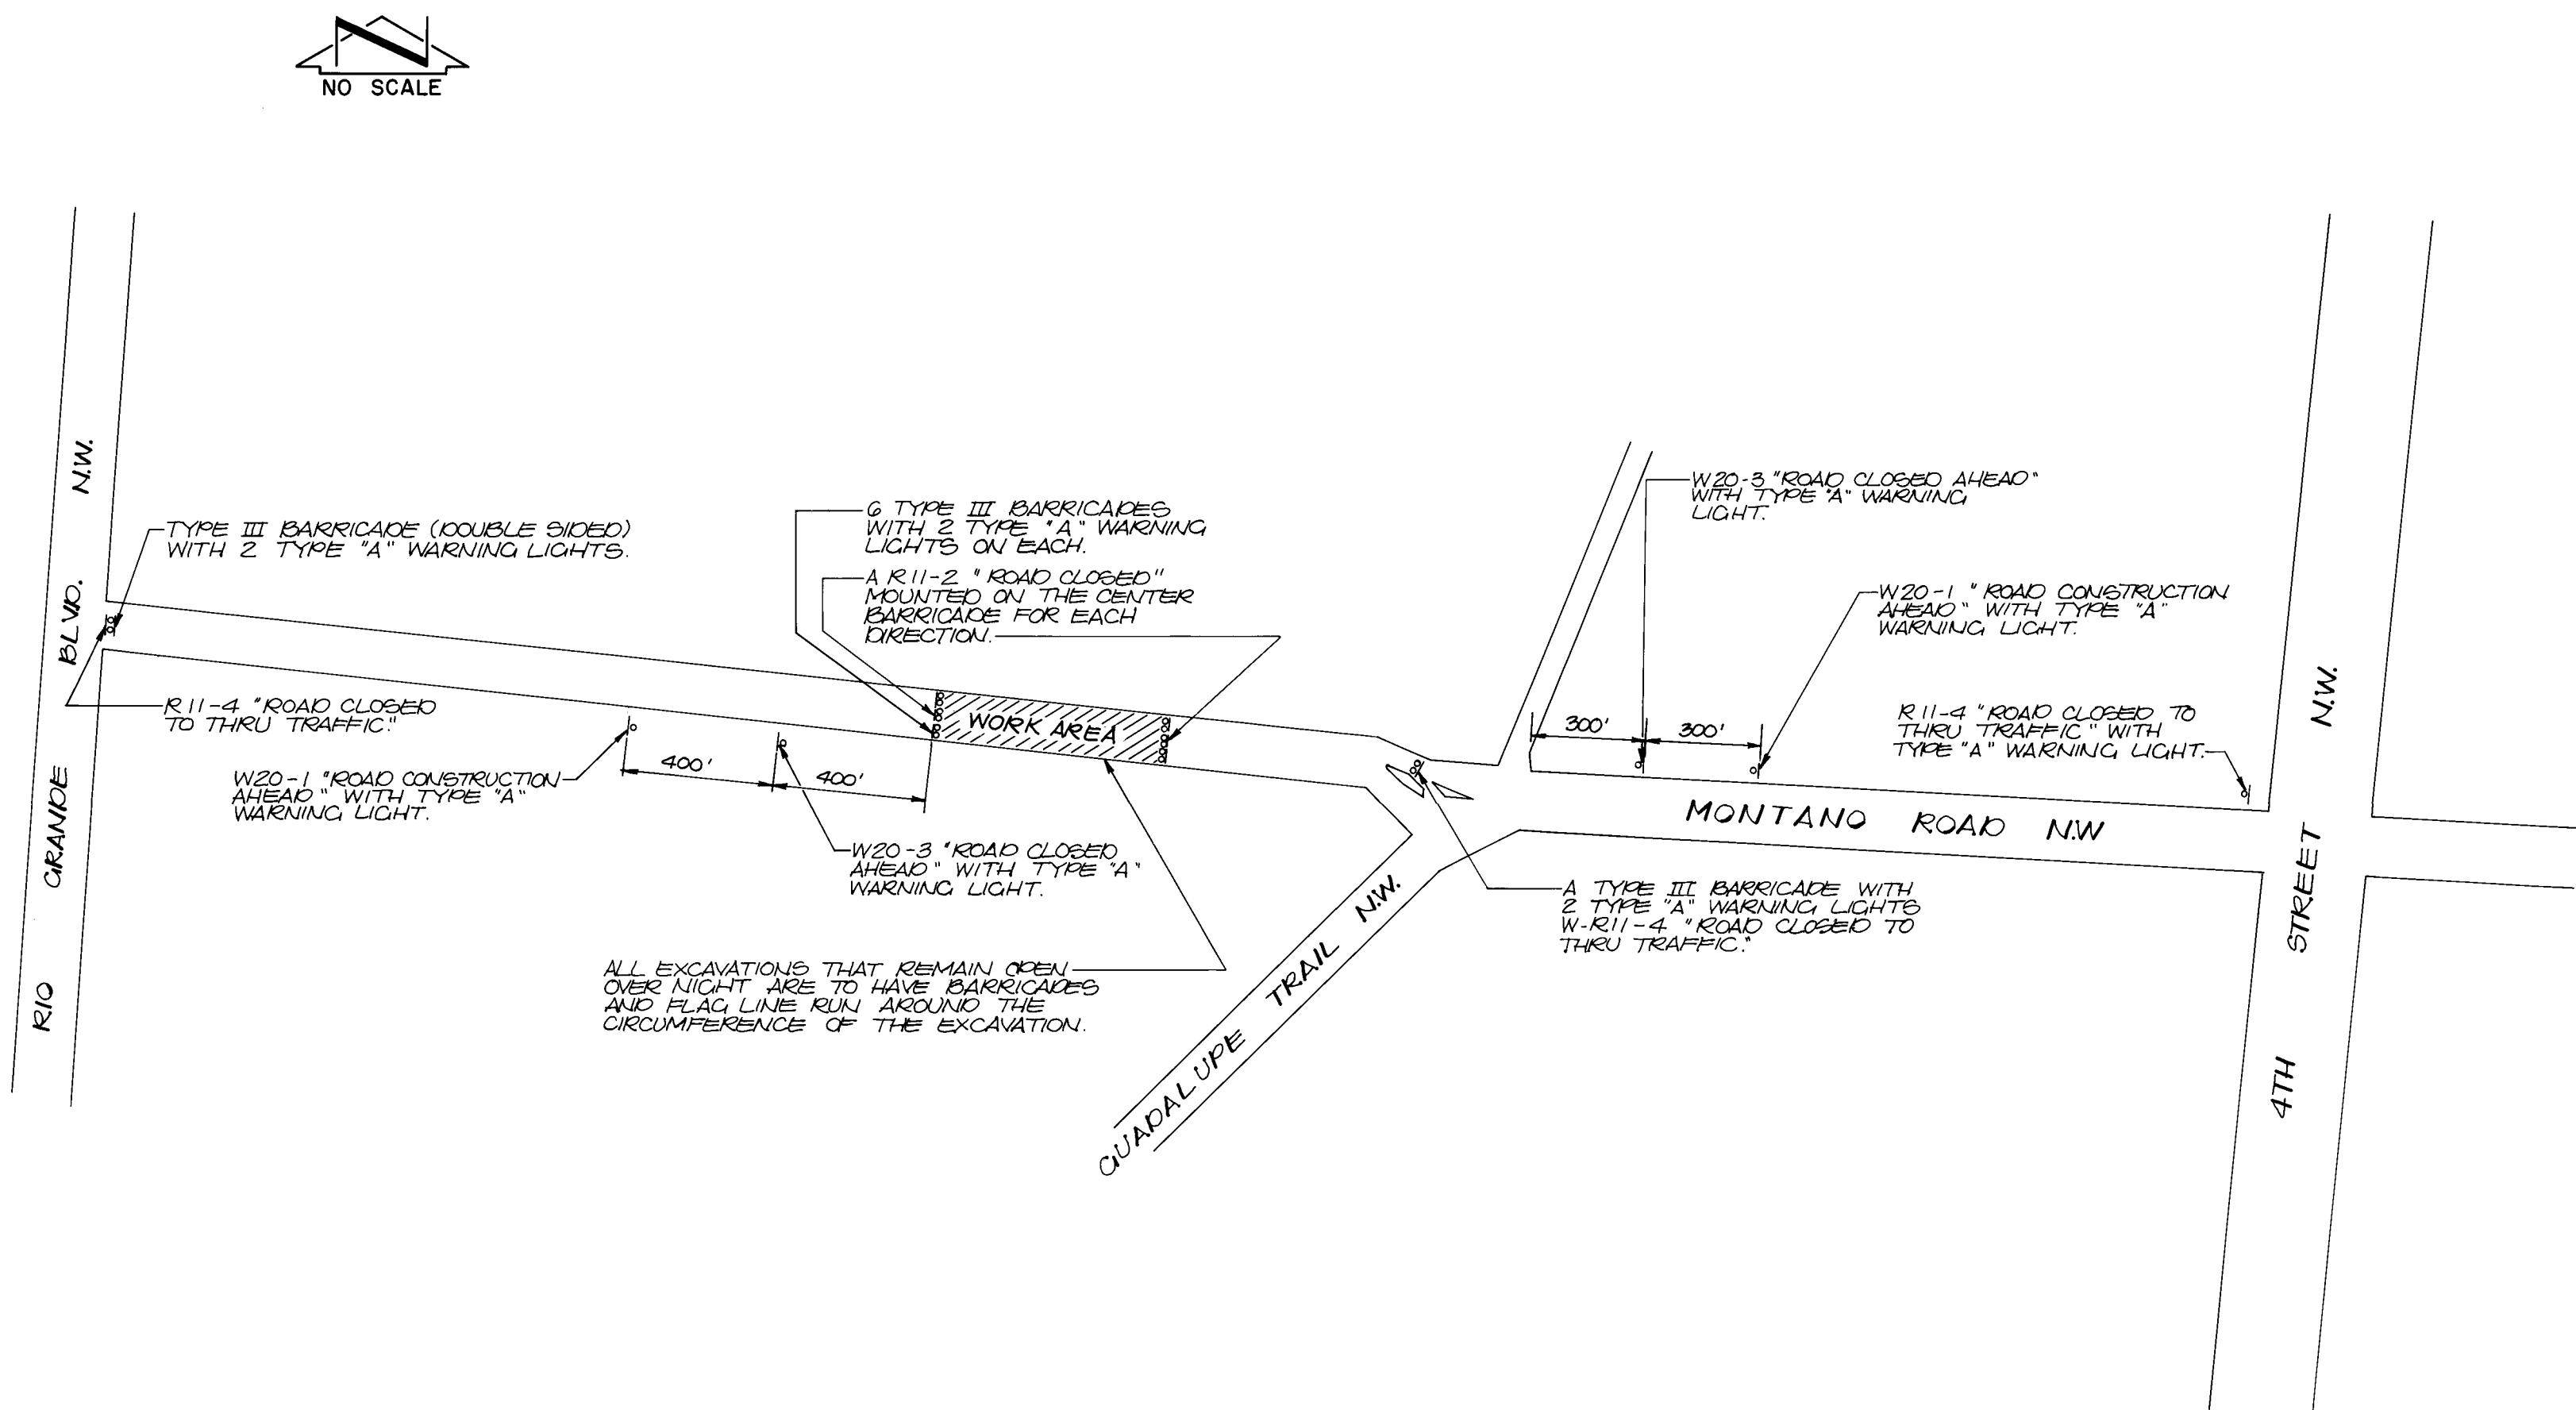 NO SCALE
RIO GRANDE BLVD. N.W.
TYPE III BARRICADE (DOUBLE SIDED)
WITH 2 TYPE "A" WARNING LIGHTS.
R11-4 "ROAD CLOSED
TO THRU TRAFFIC."
W20-1 "ROAD CONSTRUCTION
AHEAD" WITH TYPE "A"
WARNING LIGHT.
400'
400'
6 TYPE III BARRICADES
WITH 2 TYPE "A" WARNING
LIGHTS ON EACH.
A R11-2 "ROAD CLOSED"
MOUNTED ON THE CENTER
BARRICADE FOR EACH
DIRECTION.
WORK AREA
W20-3 "ROAD CLOSED
AHEAD" WITH TYPE "A"
WARNING LIGHT.
ALL EXCAVATIONS THAT REMAIN OPEN
OVER NIGHT ARE TO HAVE BARRICADES
AND FLAG LINE RUN AROUND THE
CIRCUMFERENCE OF THE EXCAVATION.
GUADALUPE TRAIL N.W.
W20-3 "ROAD CLOSED AHEAD"
WITH TYPE "A" WARNING
LIGHT.
300'
300'
W20-1 "ROAD CONSTRUCTION
AHEAD" WITH TYPE "A"
WARNING LIGHT.
R11-4 "ROAD CLOSED TO
THRU TRAFFIC" WITH
TYPE "A" WARNING LIGHT.
MONTANO ROAD N.W
A TYPE III BARRICADE WITH
2 TYPE "A" WARNING LIGHTS
W-R11-4 "ROAD CLOSED TO
THRU TRAFFIC."
4TH STREET N.W.